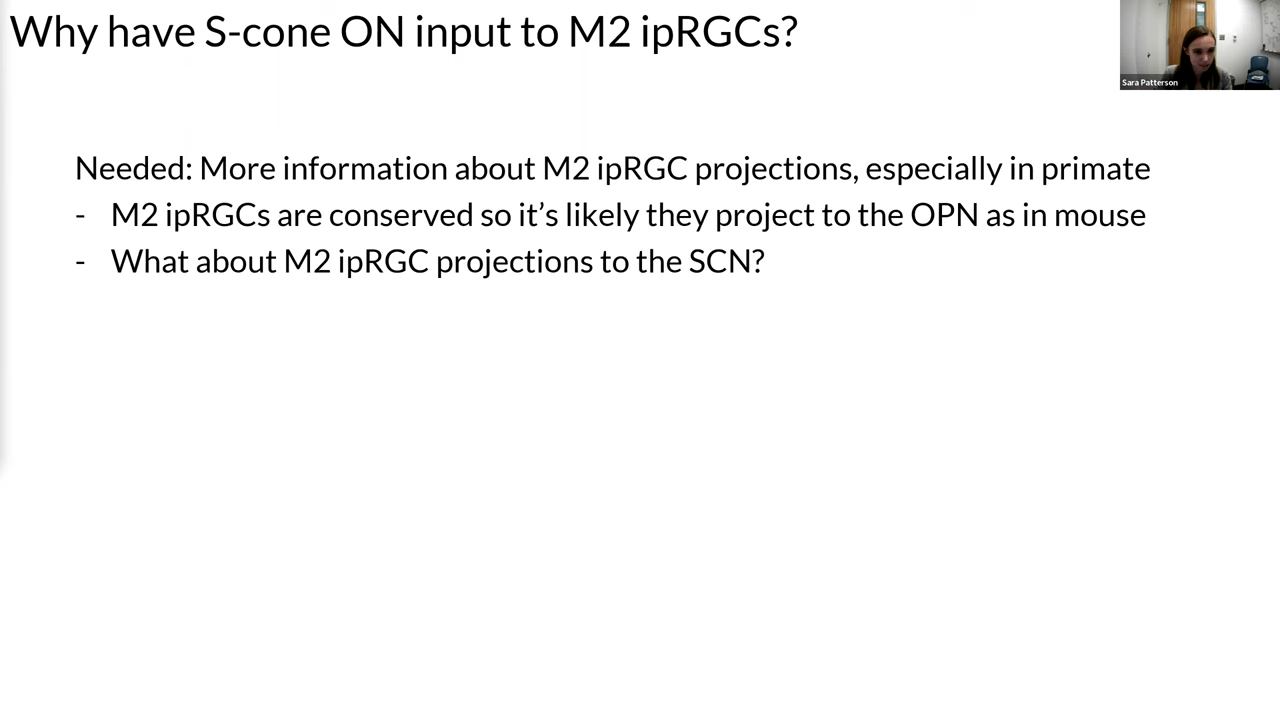 Why have S-cone ON input to M2 ipRGCs?
Sara Patterson
Needed: More information about M2 ipRGC projections, especially in primate
- M2 ipRGCs are conserved so it’s likely they project to the OPN as in mouse
- What about M2 ipRGC projections to the SCN?